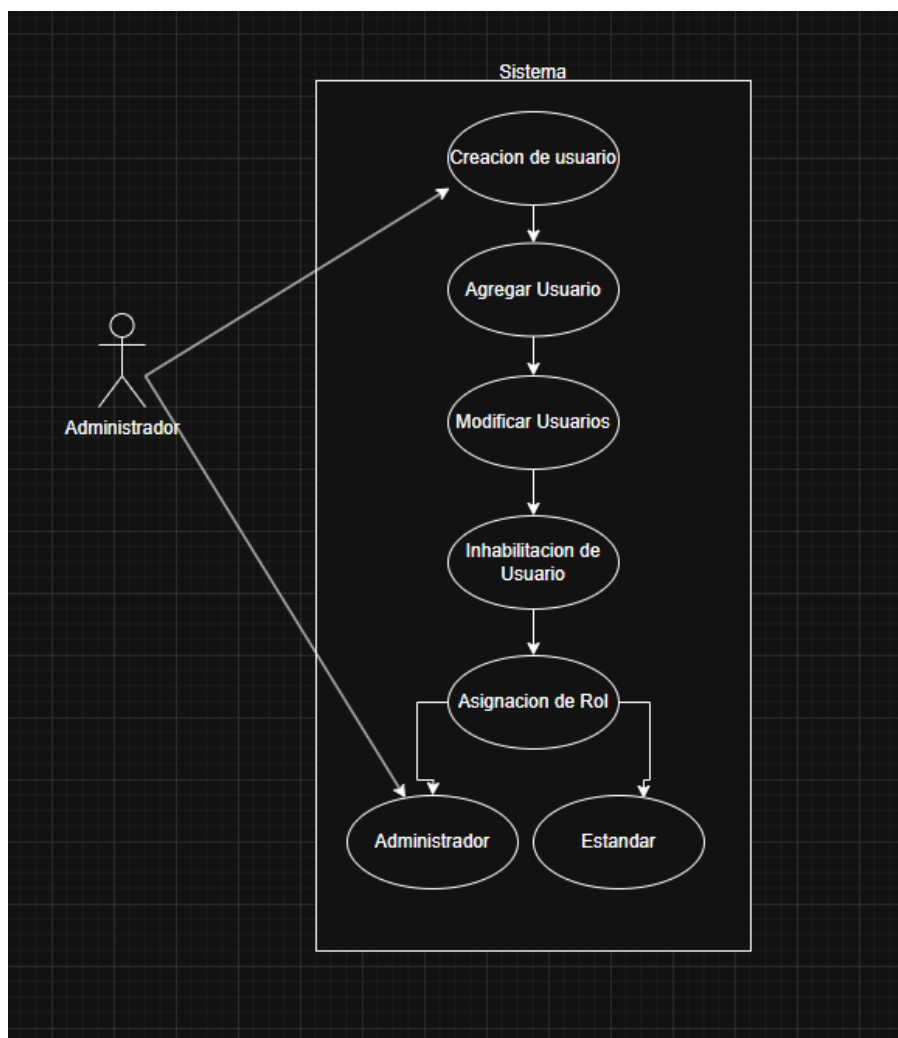 Sistema
Creacion de usuario
Agregar Usuario
Administrador
Modificar Usuarios
Inhabilitacion de
Usuario
Asignacion de Rol
Administrador
Estandar